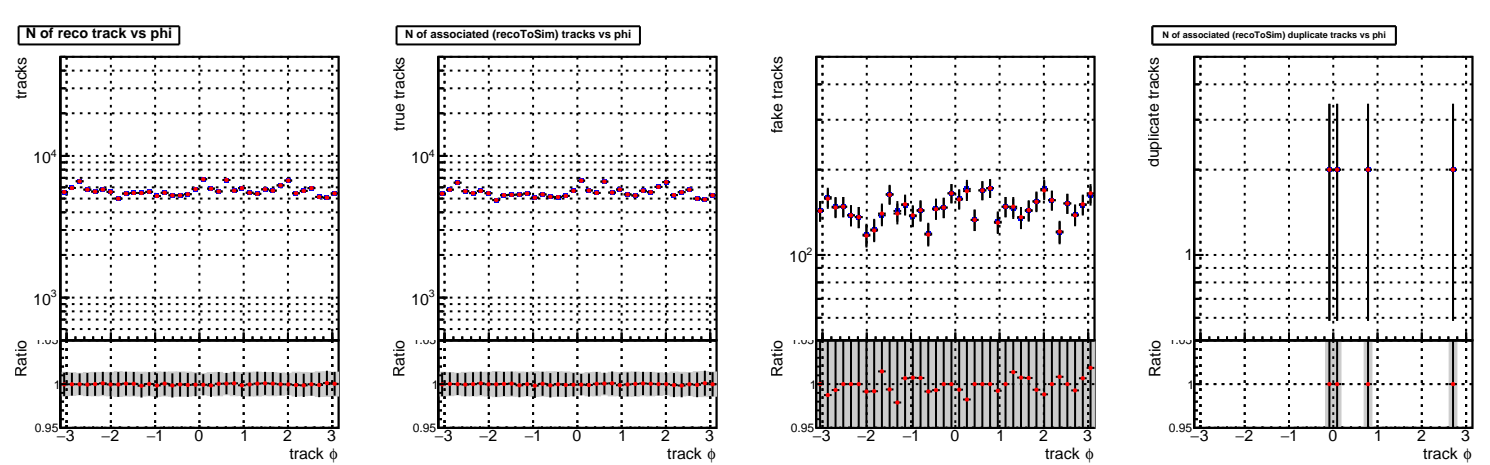 N of reco track vs phi
tracks
10⁴
10³
Ratio
1
0.95
−3 −2 −1 0 1 2 3
track ϕ
N of associated (recoToSim) tracks vs phi
true tracks
10⁴
10³
Ratio
1
0.95
−3 −2 −1 0 1 2 3
track ϕ
fake tracks
10²
Ratio
1
0.95
−3 −2 −1 0 1 2 3
track ϕ
N of associated (recoToSim) duplicate tracks vs phi
duplicate tracks
1
Ratio
1
0.95
−3 −2 −1 0 1 2 3
track ϕ